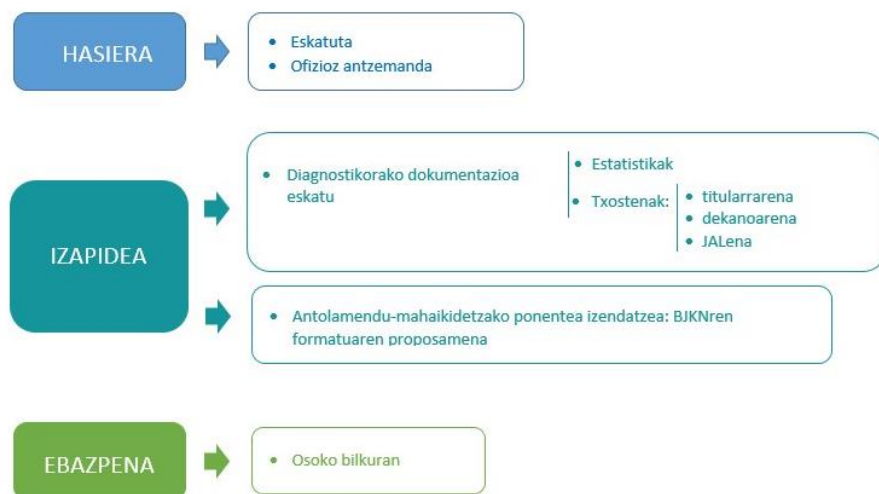 HASIERA
• Eskatuta
• Ofizioz antzemanda
IZAPIDEA
• Diagnostikorako dokumentazioa
eskatu
• Estatistikak
• Txostenak:
• titularrarena
• dekanoarena
• JALena
• Antolamendu-mahaikidetzako ponentea izendatzea: BJKNren
formatuaren proposamena
EBAZPENA
• Osoko bilkuran